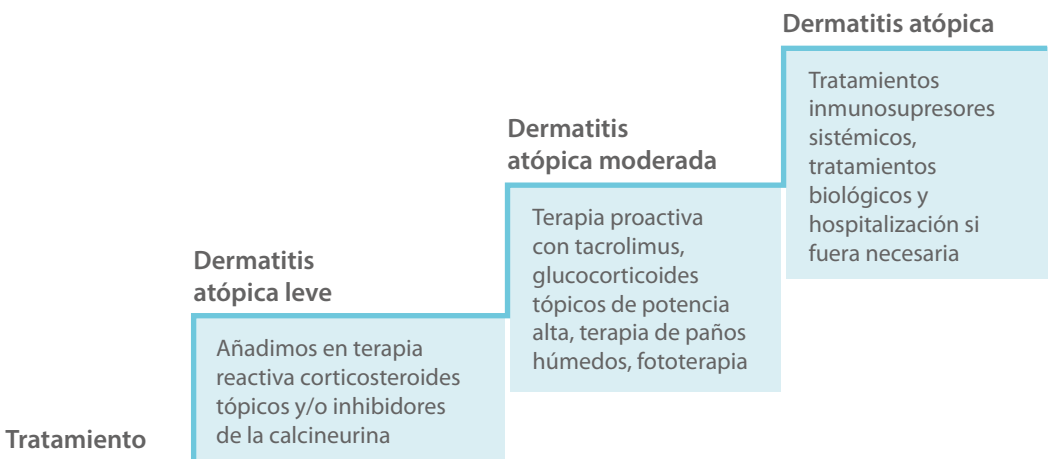 Dermatitis atópica
Tratamientos
inmunosupresores
sistémicos,
tratamientos
biológicos y
hospitalización si
fuera necesaria
Dermatitis
atópica moderada
Terapia proactiva
con tacrolimus,
glucocorticoides
tópicos de potencia
alta, terapia de paños
húmedos, fototerapia
Dermatitis
atópica leve
Añadimos en terapia
reactiva corticosteroides
tópicos y/o inhibidores
de la calcineurina
Tratamiento